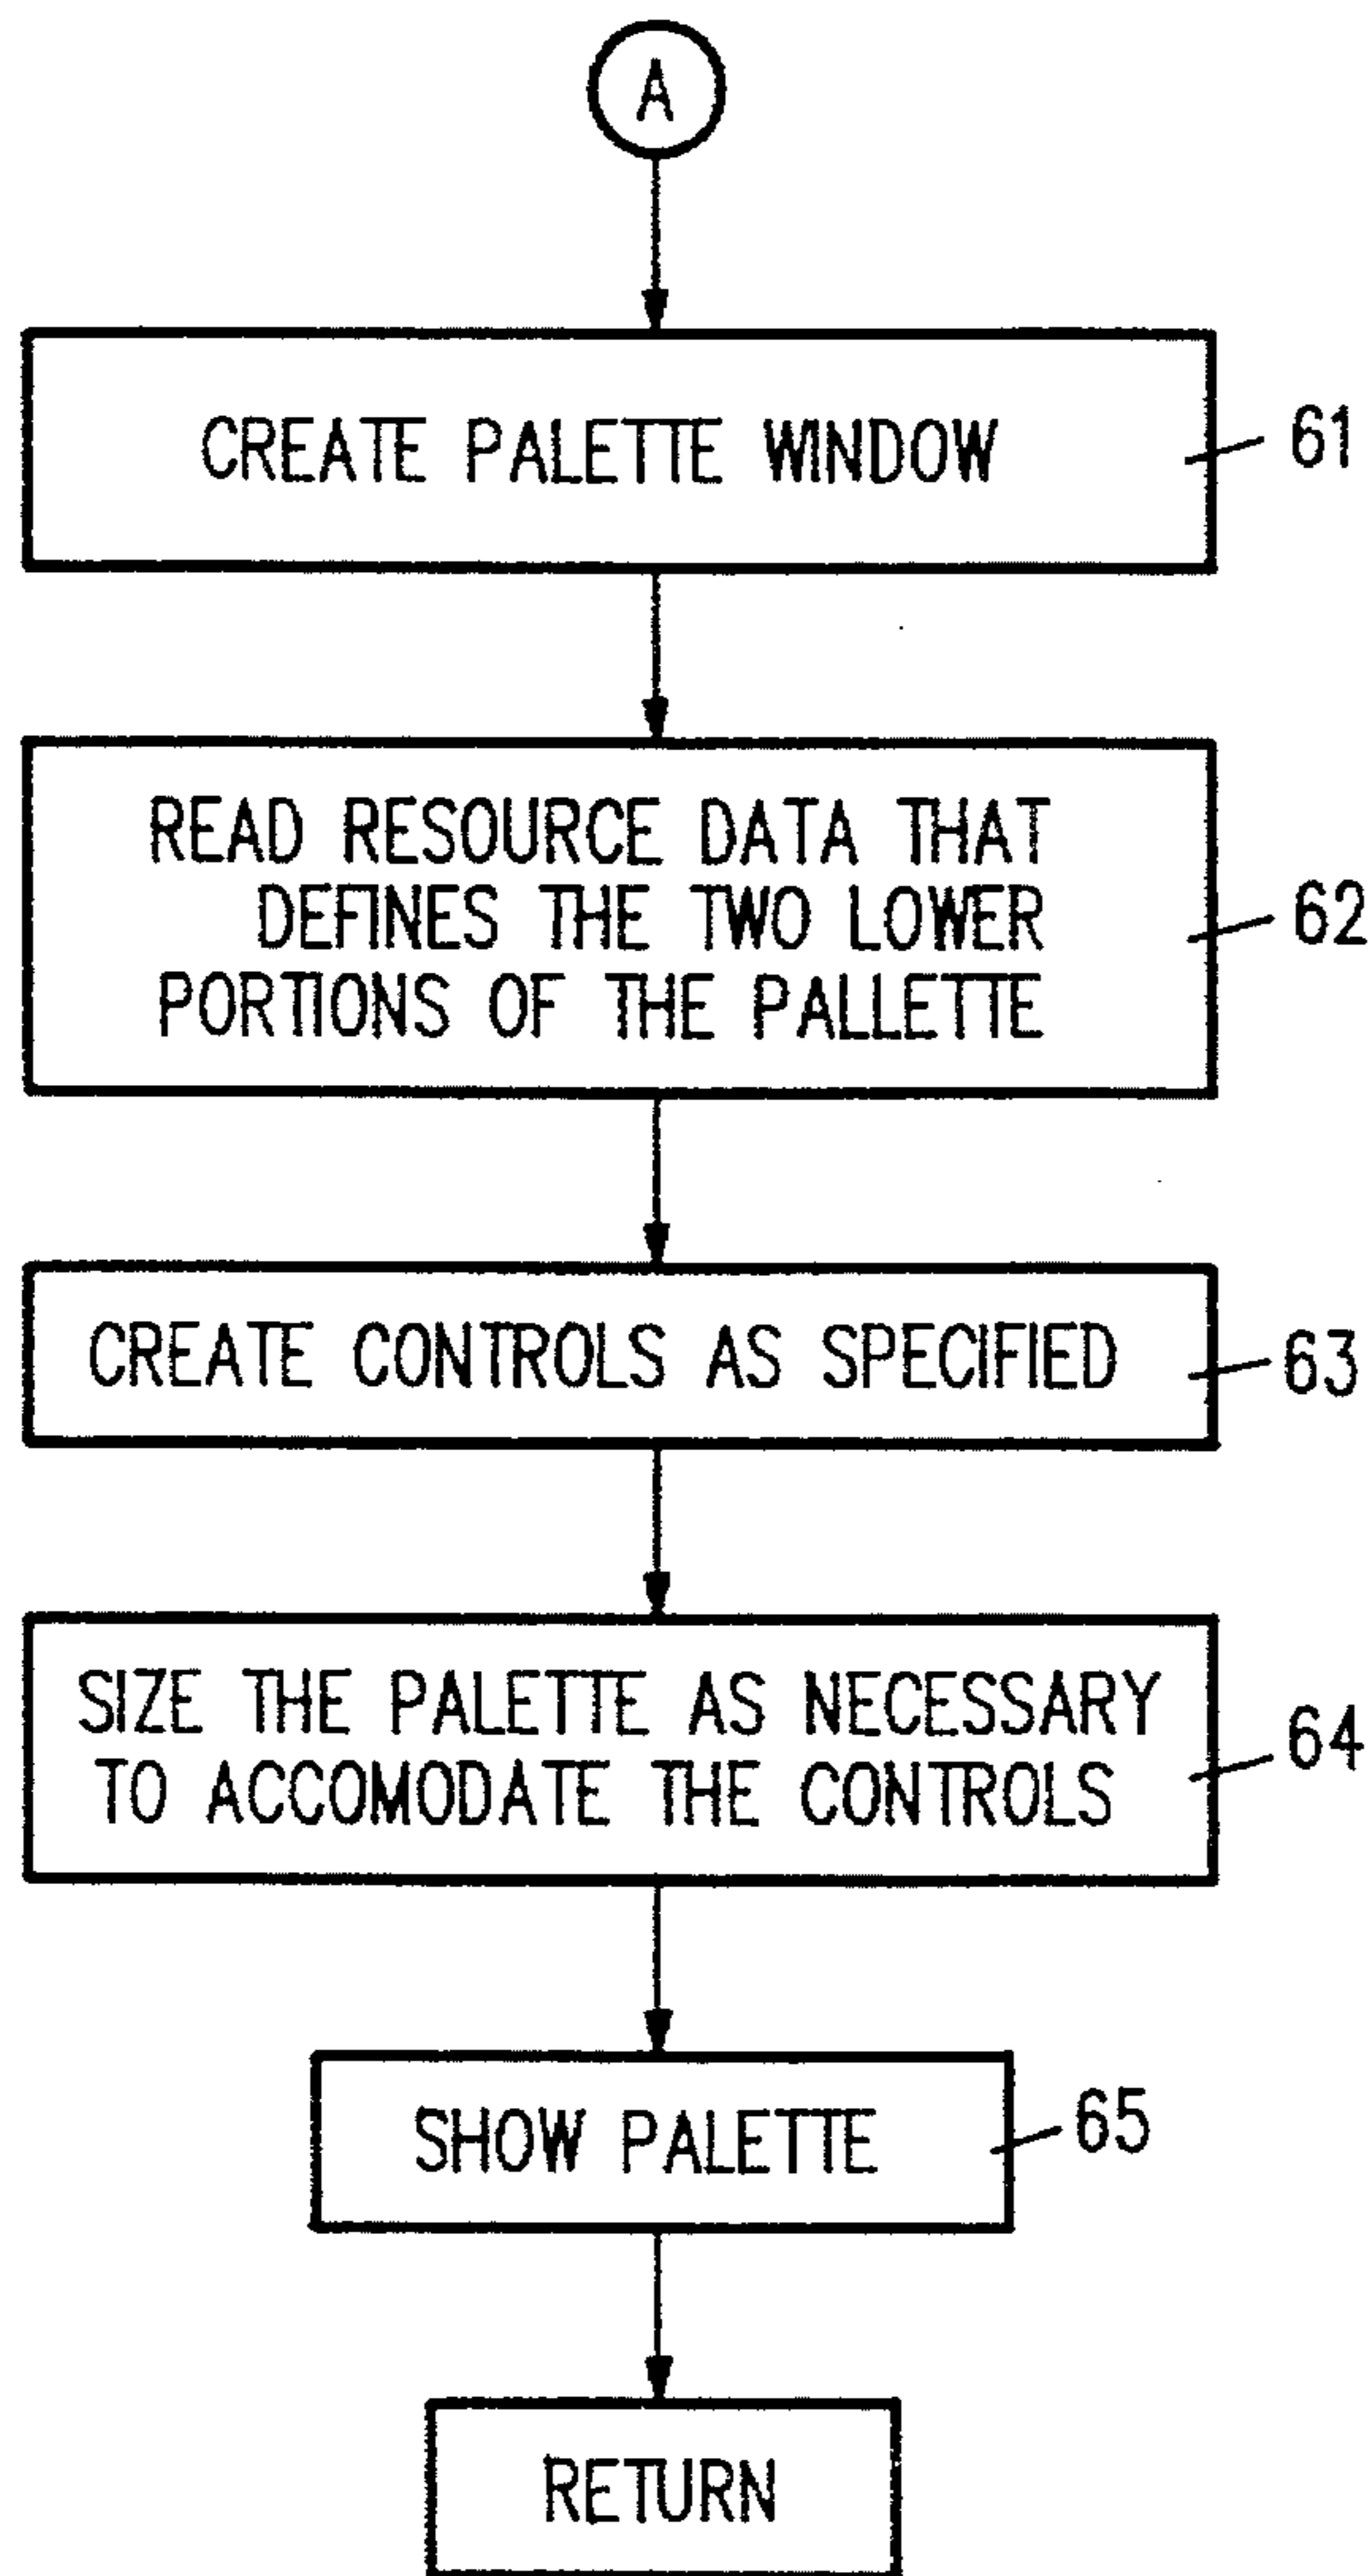 A
CREATE PALETTE WINDOW
61
READ RESOURCE DATA THAT
DEFINES THE TWO LOWER
PORTIONS OF THE PALLETTE
62
CREATE CONTROLS AS SPECIFIED
63
SIZE THE PALETTE AS NECESSARY
TO ACCOMODATE THE CONTROLS
64
SHOW PALETTE
65
RETURN